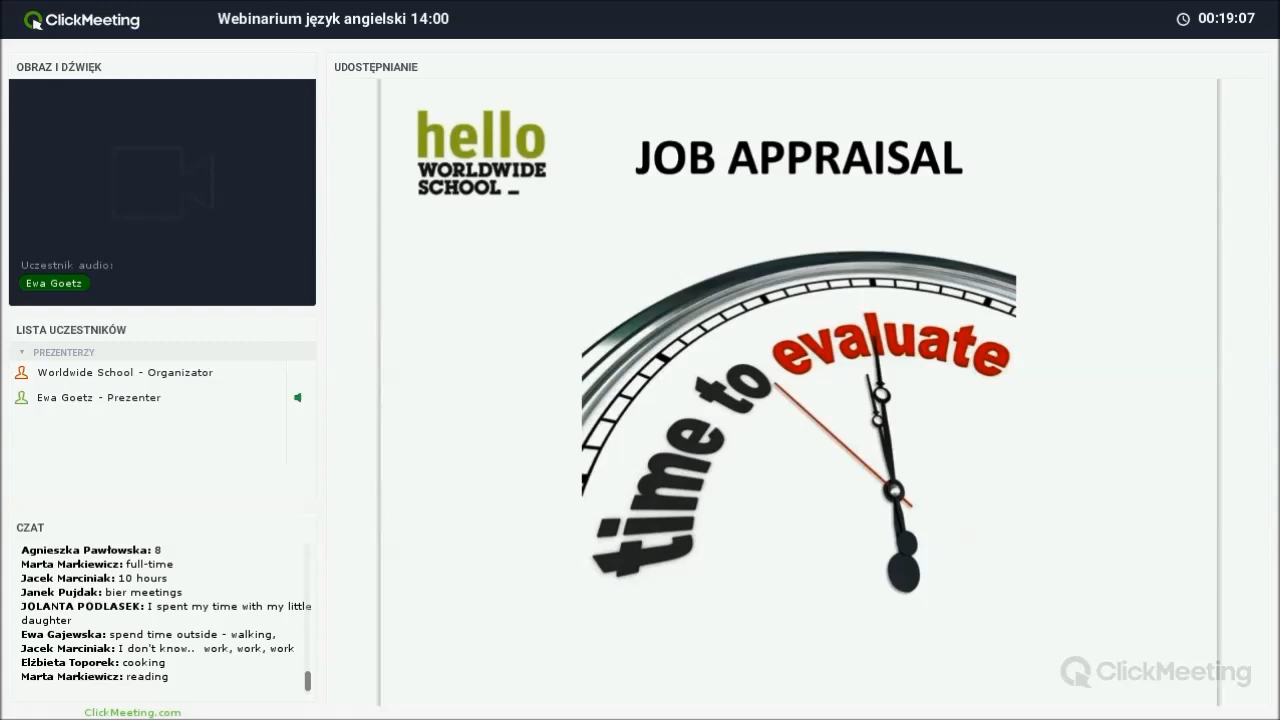 ClickMeeting
Webinarium język angielski 14:00
00:19:07
OBRAZ I DŹWIĘK
Uczestnik audio:
Ewa Goetz
LISTA UCZESTNIKÓW
PREZENTERZY
Worldwide School - Organizator
Ewa Goetz - Prezenter
CZAT
Agnieszka Pawłowska: 8
Marta Markiewicz: full-time
Jacek Marciniak: 10 hours
Janek Pujdak: bier meetings
JOLANTA PODLASEK: I spent my time with my little
daughter
Ewa Gajewska: spend time outside - walking,
Jacek Marciniak: I don't know.. work, work, work
Elżbieta Toporek: cooking
Marta Markiewicz: reading
ClickMeeting.com
UDOSTĘPNIANIE
hello
WORLDWIDE
SCHOOL _
JOB APPRAISAL
time to evaluate
ClickMeeting